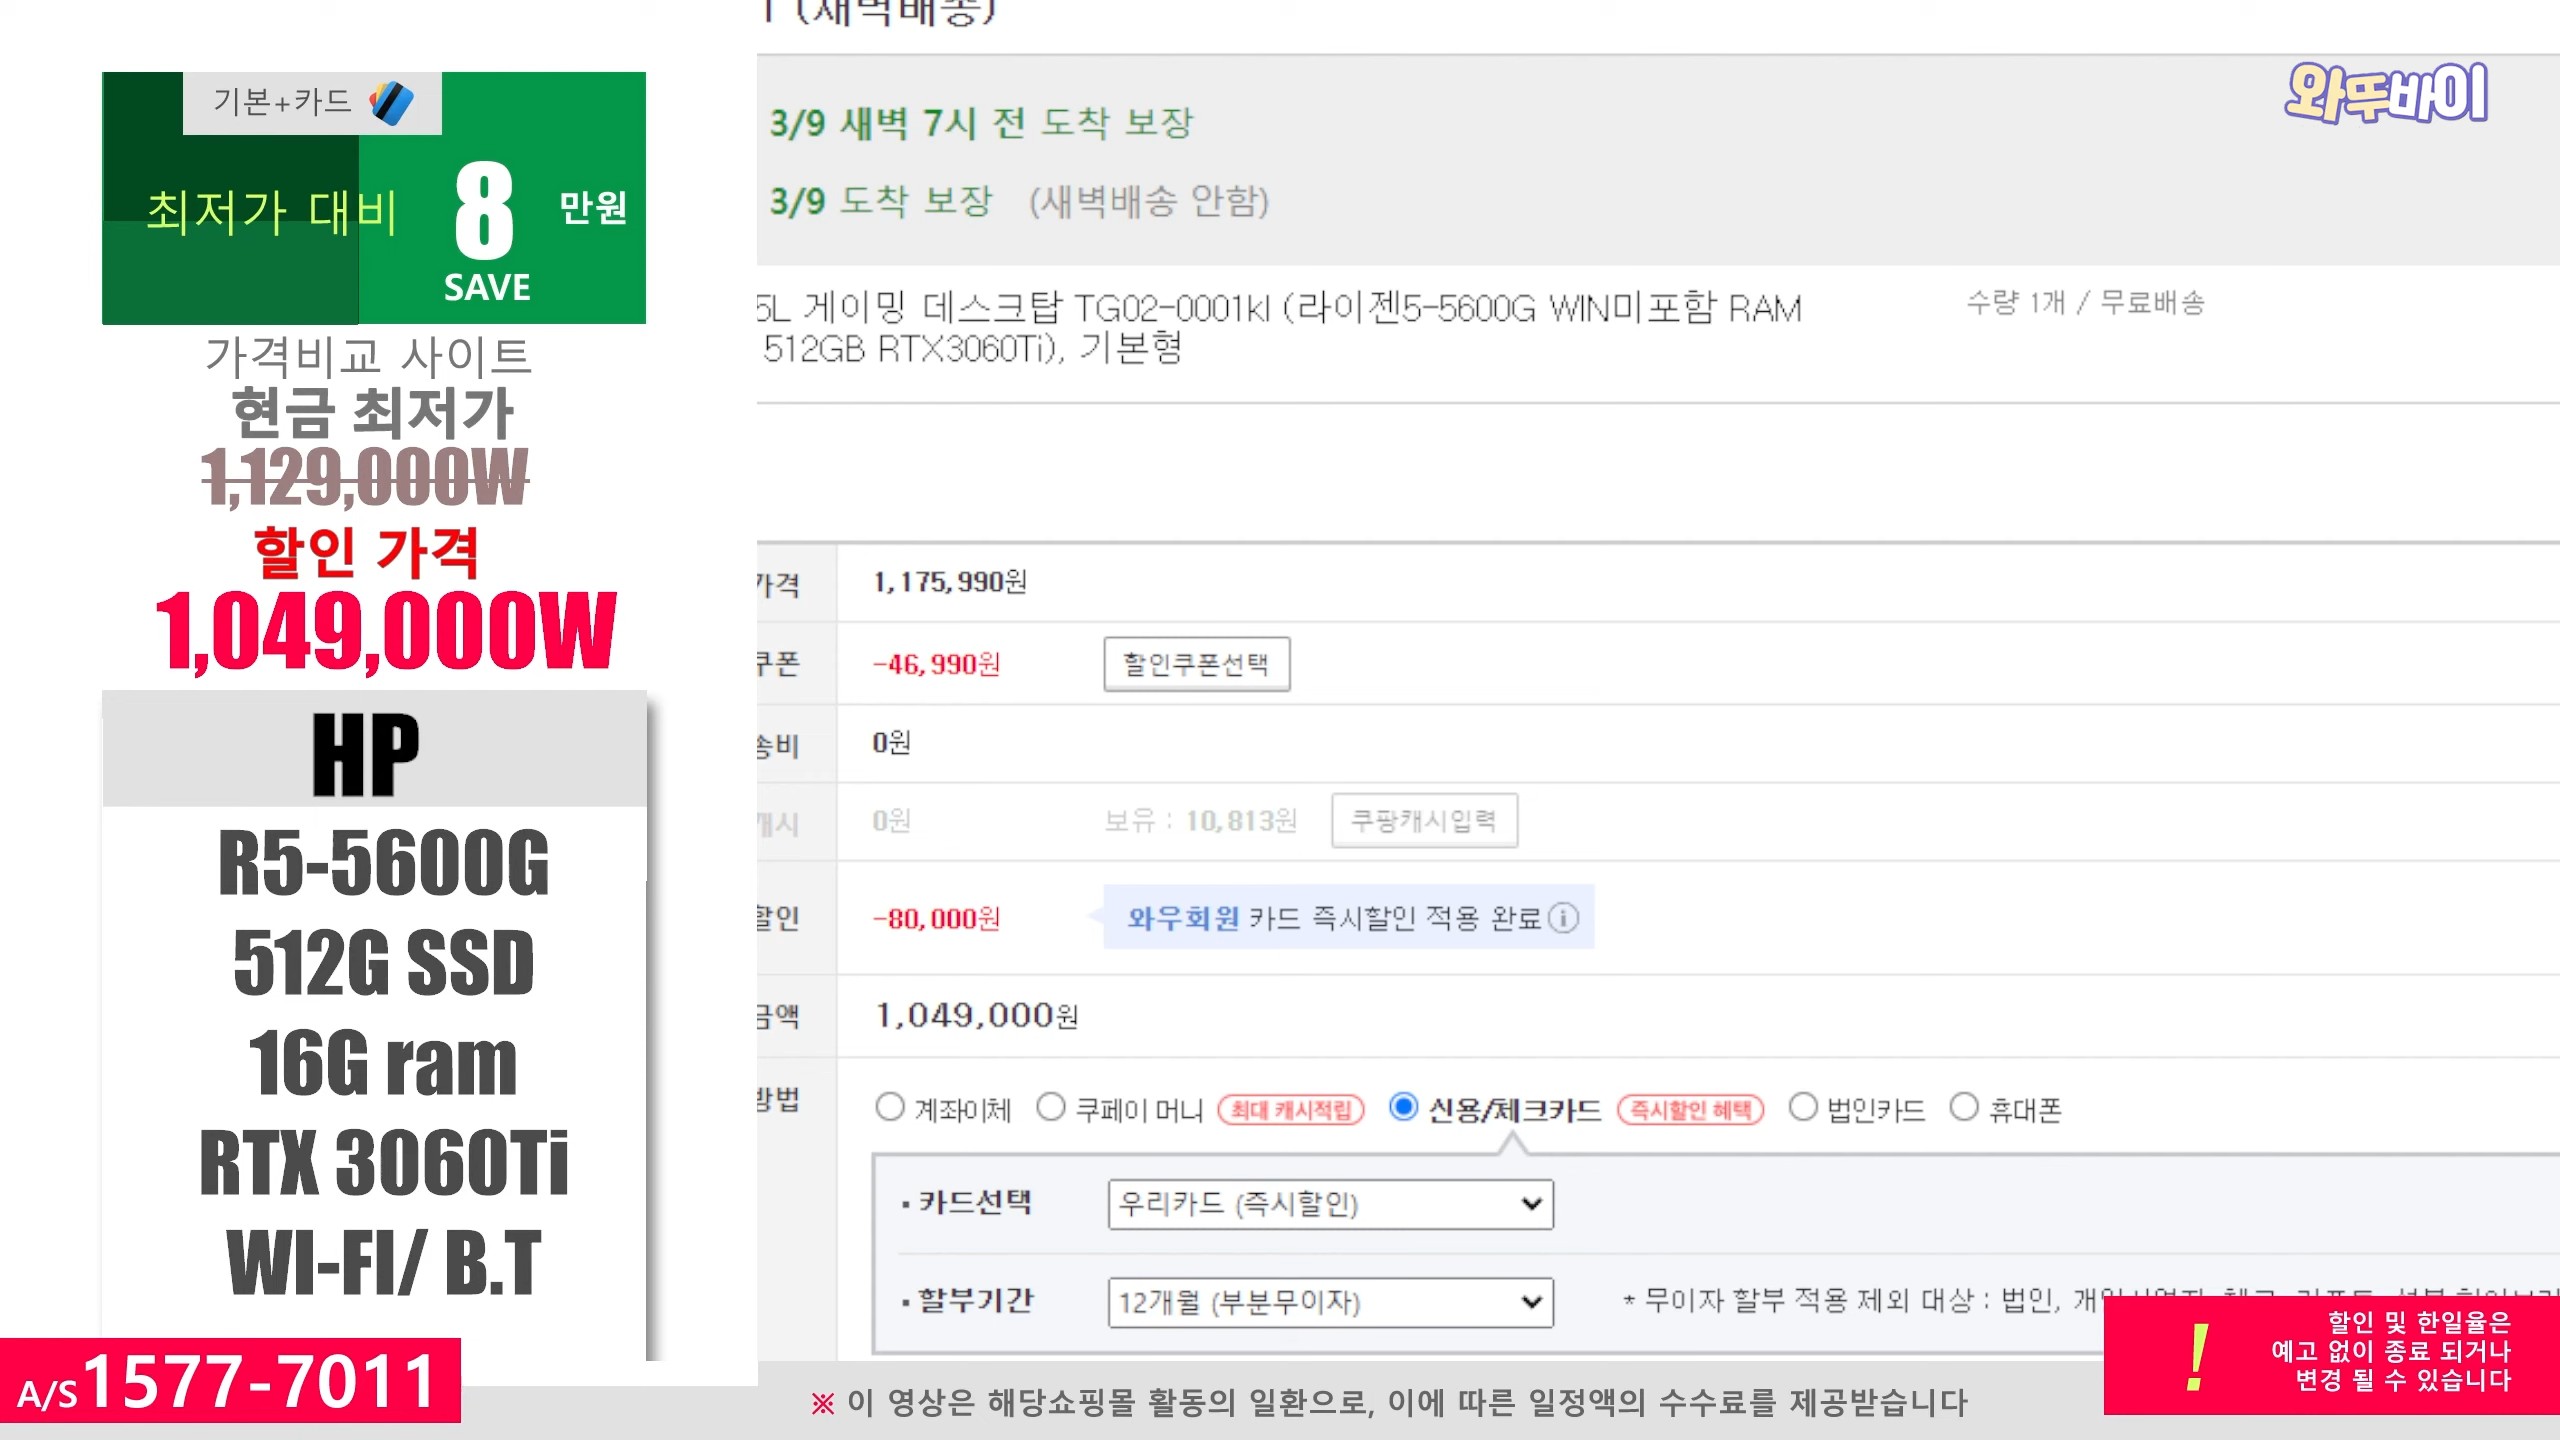 기본+카드
최저가 대비 8 만원
SAVE
가격비교 사이트
현금 최저가
1,129,000W
할인 가격
1,049,000W
HP
R5-5600G
512G SSD
16G ram
RTX 3060Ti
WI-FI/ B.T
A/S 1577-7011
(새벽배송)
와뚜바이
3/9 새벽 7시 전 도착 보장
3/9 도착 보장 (새벽배송 안함)
5L 게이밍 데스크탑 TG02-0001kl (라이젠5-5600G WIN미포함 RAM
512GB RTX3060Ti), 기본형
수량 1개 / 무료배송
가격 1,175,990원
쿠폰 -46,990원 할인쿠폰선택
송비 0원
캐시 0원 보유 : 10,813원 쿠팡캐시입력
할인 -80,000원 와우회원 카드 즉시할인 적용 완료
금액 1,049,000원
방법 계좌이체 쿠페이 머니 최대 캐시적립 신용/체크카드 즉시할인 혜택 법인카드 휴대폰
카드선택 우리카드 (즉시할인)
할부기간 12개월 (부분무이자) * 무이자 할부 적용 제외 대상 : 법인,
! 할인 및 한일율은
예고 없이 종료 되거나
변경 될 수 있습니다
※ 이 영상은 해당쇼핑몰 활동의 일환으로, 이에 따른 일정액의 수수료를 제공받습니다